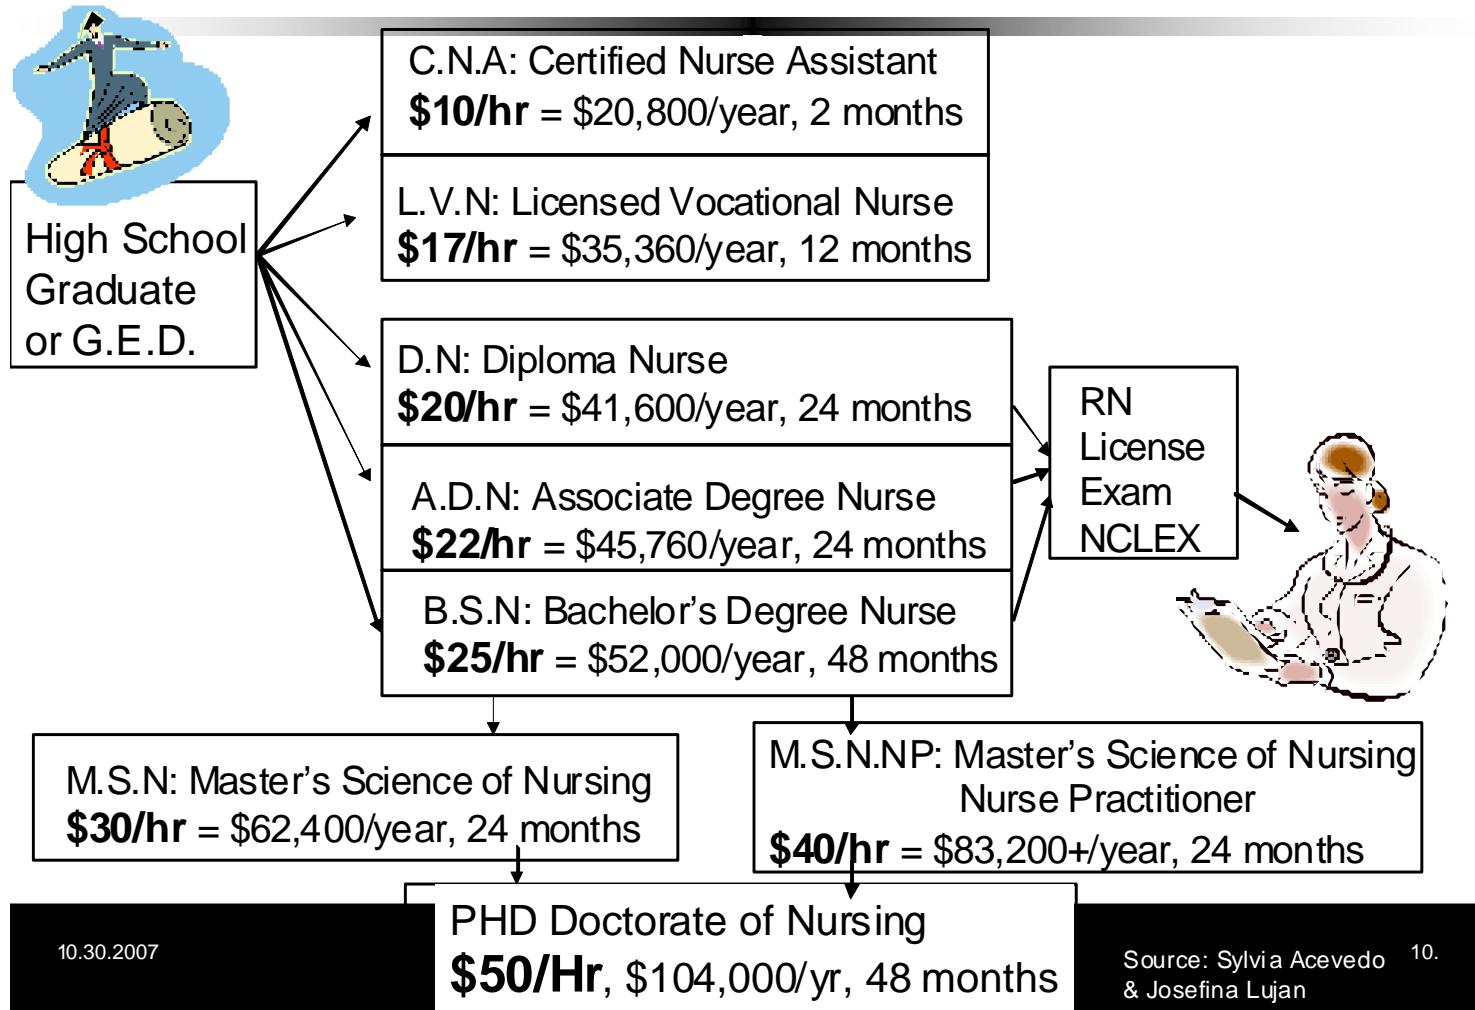 C.N.A: Certified Nurse Assistant
$10/hr = $20,800/year, 2 months
L.V.N: Licensed Vocational Nurse
$17/hr = $35,360/year, 12 months
High School
Graduate
or G.E.D.
D.N: Diploma Nurse
$20/hr = $41,600/year, 24 months
A.D.N: Associate Degree Nurse
$22/hr = $45,760/year, 24 months
B.S.N: Bachelor’s Degree Nurse
$25/hr = $52,000/year, 48 months
RN
License
Exam
NCLEX
M.S.N: Master’s Science of Nursing
$30/hr = $62,400/year, 24 months
M.S.N.NP: Master’s Science of Nursing
Nurse Practitioner
$40/hr = $83,200+/year, 24 months
PHD Doctorate of Nursing
$50/Hr, $104,000/yr, 48 months
10.30.2007
Source: Sylvia Acevedo
& Josefina Lujan
10.